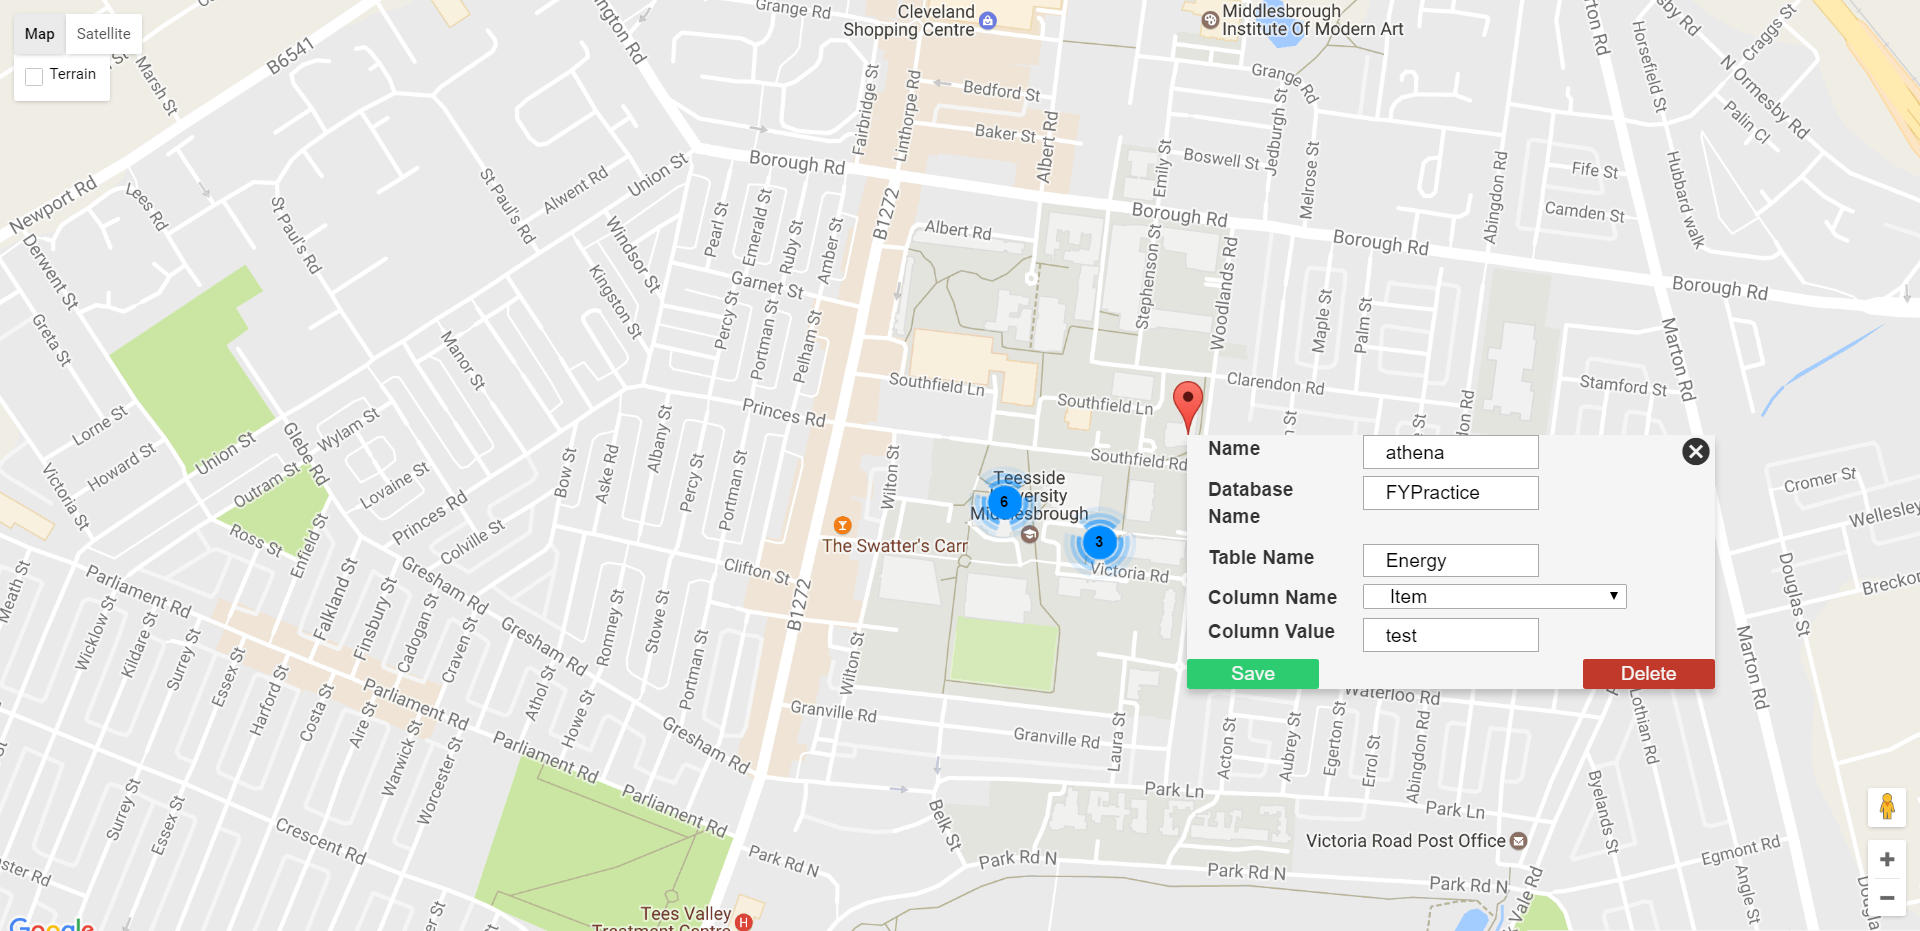 Map
Satellite
Terrain
Marsh St
B6541
Grange Rd
Cleveland
Shopping Centre
Middlesbrough
Institute Of Modern Art
Grange Rd
Horsefield St
Craggs St
N Ormesby Rd
Palin Cl
Fairbridge St
Linthorpe Rd
Bedford St
Baker St
Albert Rd
Emily St
Boswell St
Jedburgh St
Melrose St
Abingdon Rd
Fife St
Camden St
Hubbard walk
Newport Rd
Lees Rd
St Paul's Rd
St Paul's Rd
Alwent Rd
Union St
Borough Rd
Borough Rd
Borough Rd
Borough Rd
Derwent St
Windsor St
Kingston St
Pearl St
Emerald St
Ruby St
Amber St
B1272
Albert Rd
Garnet St
Stephenson St
Woodlands Rd
Greta St
Manor St
Percy St
Portman St
Pelham St
Maple St
Palm St
Marton Rd
Southfield Ln
Southfield Ln
Clarendon Rd
Stamford St
Lorne St
Howard St
Union St
Glebe Rd
Wylam St
Princes Rd
Victoria St
Outram St
Lovaine St
Princes Rd
Bow St
Aske Rd
Albany St
Percy St
Portman St
Wilton St
Southfield Rd
Teesside
Middlesbrough
6
3
Victoria Rd
The Swatter's Carr
Name
athena
Database
Name
FYPractice
Table Name
Energy
Column Name
Item
Column Value
test
Save
Delete
Cromer St
Wellesley
Breckon
Douglas St
Ross St
Enfield St
Colville St
Clifton St
B1272
Meath St
Parliament Rd
Wicklow St
Kildare St
Surrey St
Essex St
Harford St
Costa St
Aire St
Falkland St
Finsbury St
Cadogan St
Craven St
Gresham Rd
Gresham Rd
Gresham Rd
Romney St
Stowe St
Portman St
Athol St
Howe St
Wilton St
Parliament Rd
Parliament Rd
Parliament Rd
Warwick St
Worcester St
Granville Rd
Granville Rd
Laura St
Waterloo Rd
Acton St
Aubrey St
Egerton St
Errol St
Abingdon Rd
Lothian Rd
Marton Rd
Surrey St
Essex St
Crescent Rd
Park Rd N
Belk St
Park Ln
Park Ln
Byelands St
Victoria Road Post Office
Egmont Rd
Angle St
Park Rd N
Park Rd N
Park Rd N
Vale Rd
Tees Valley
Treatment Centre
Google